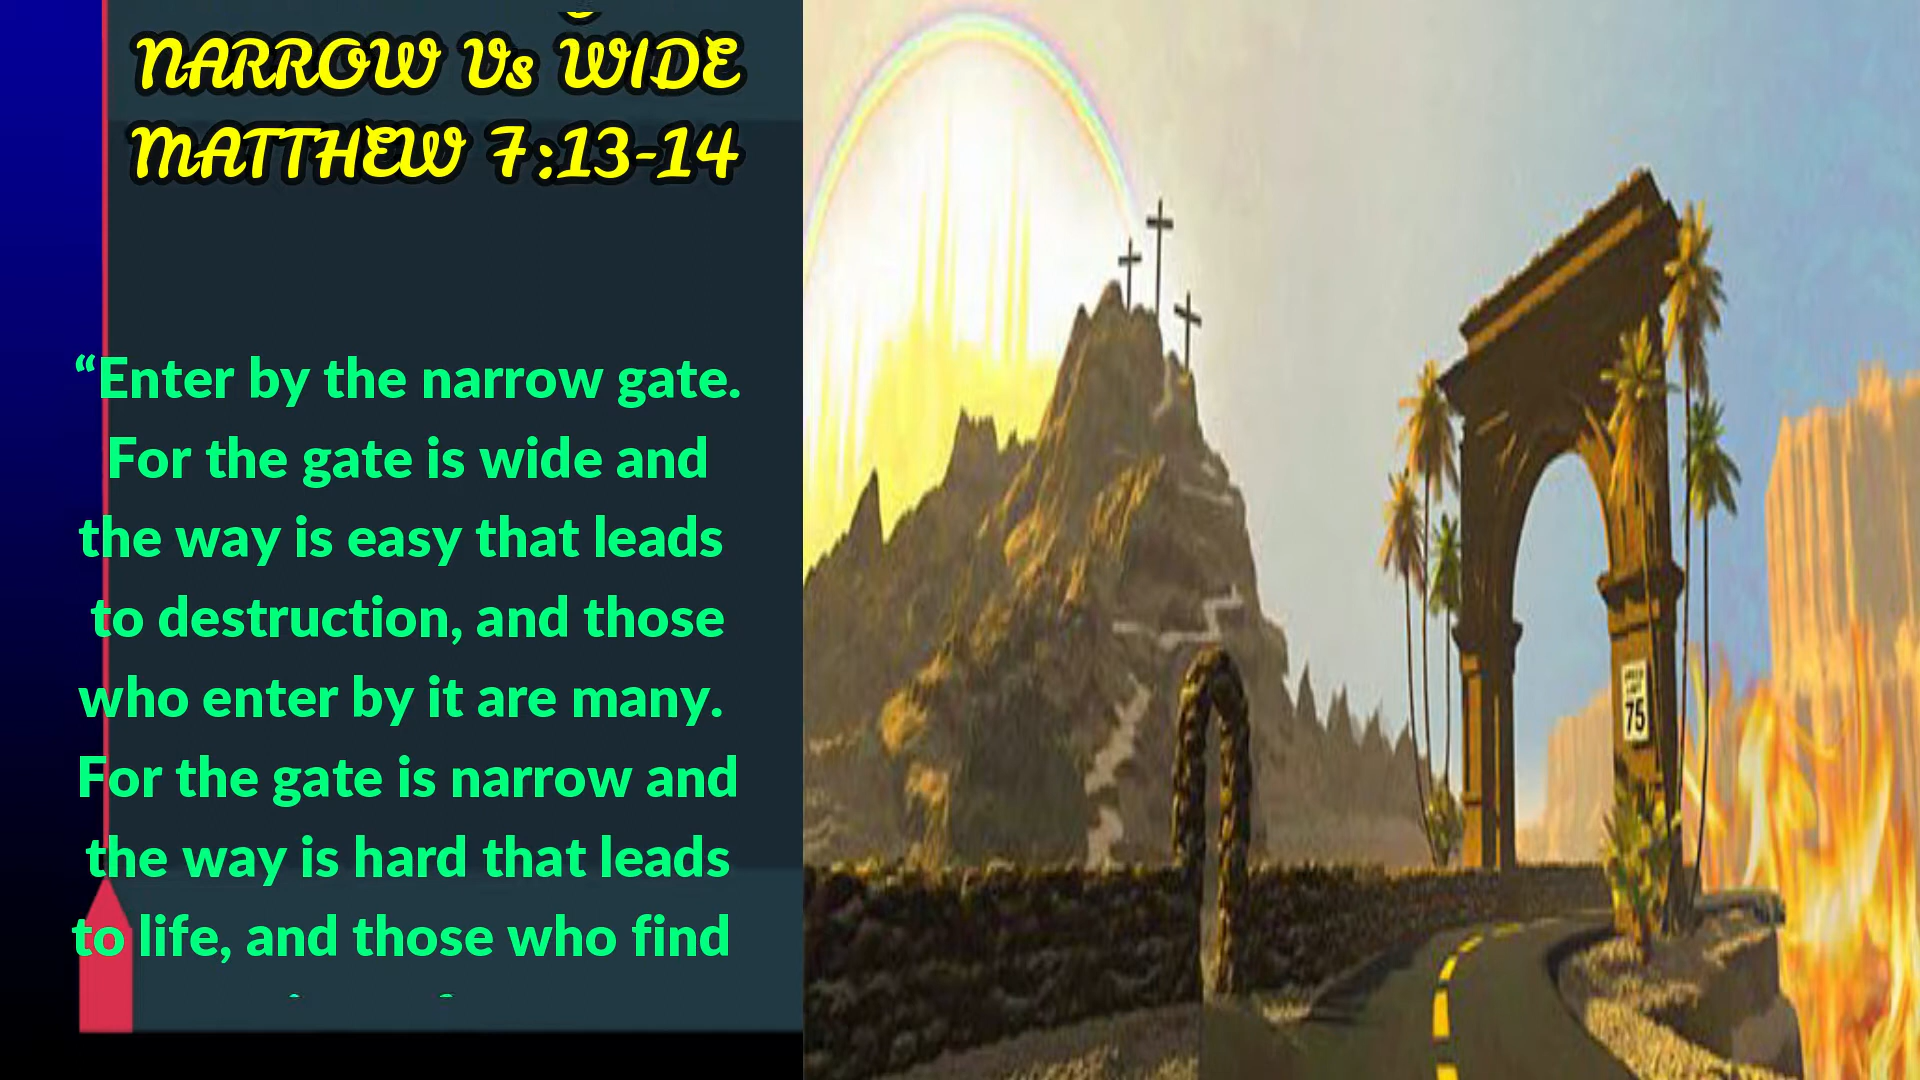 NARROW Vs WIDE
MATTHEW 7:13-14
“Enter by the narrow gate.
For the gate is wide and
the way is easy that leads
to destruction, and those
who enter by it are many.
For the gate is narrow and
the way is hard that leads
to life, and those who find
75